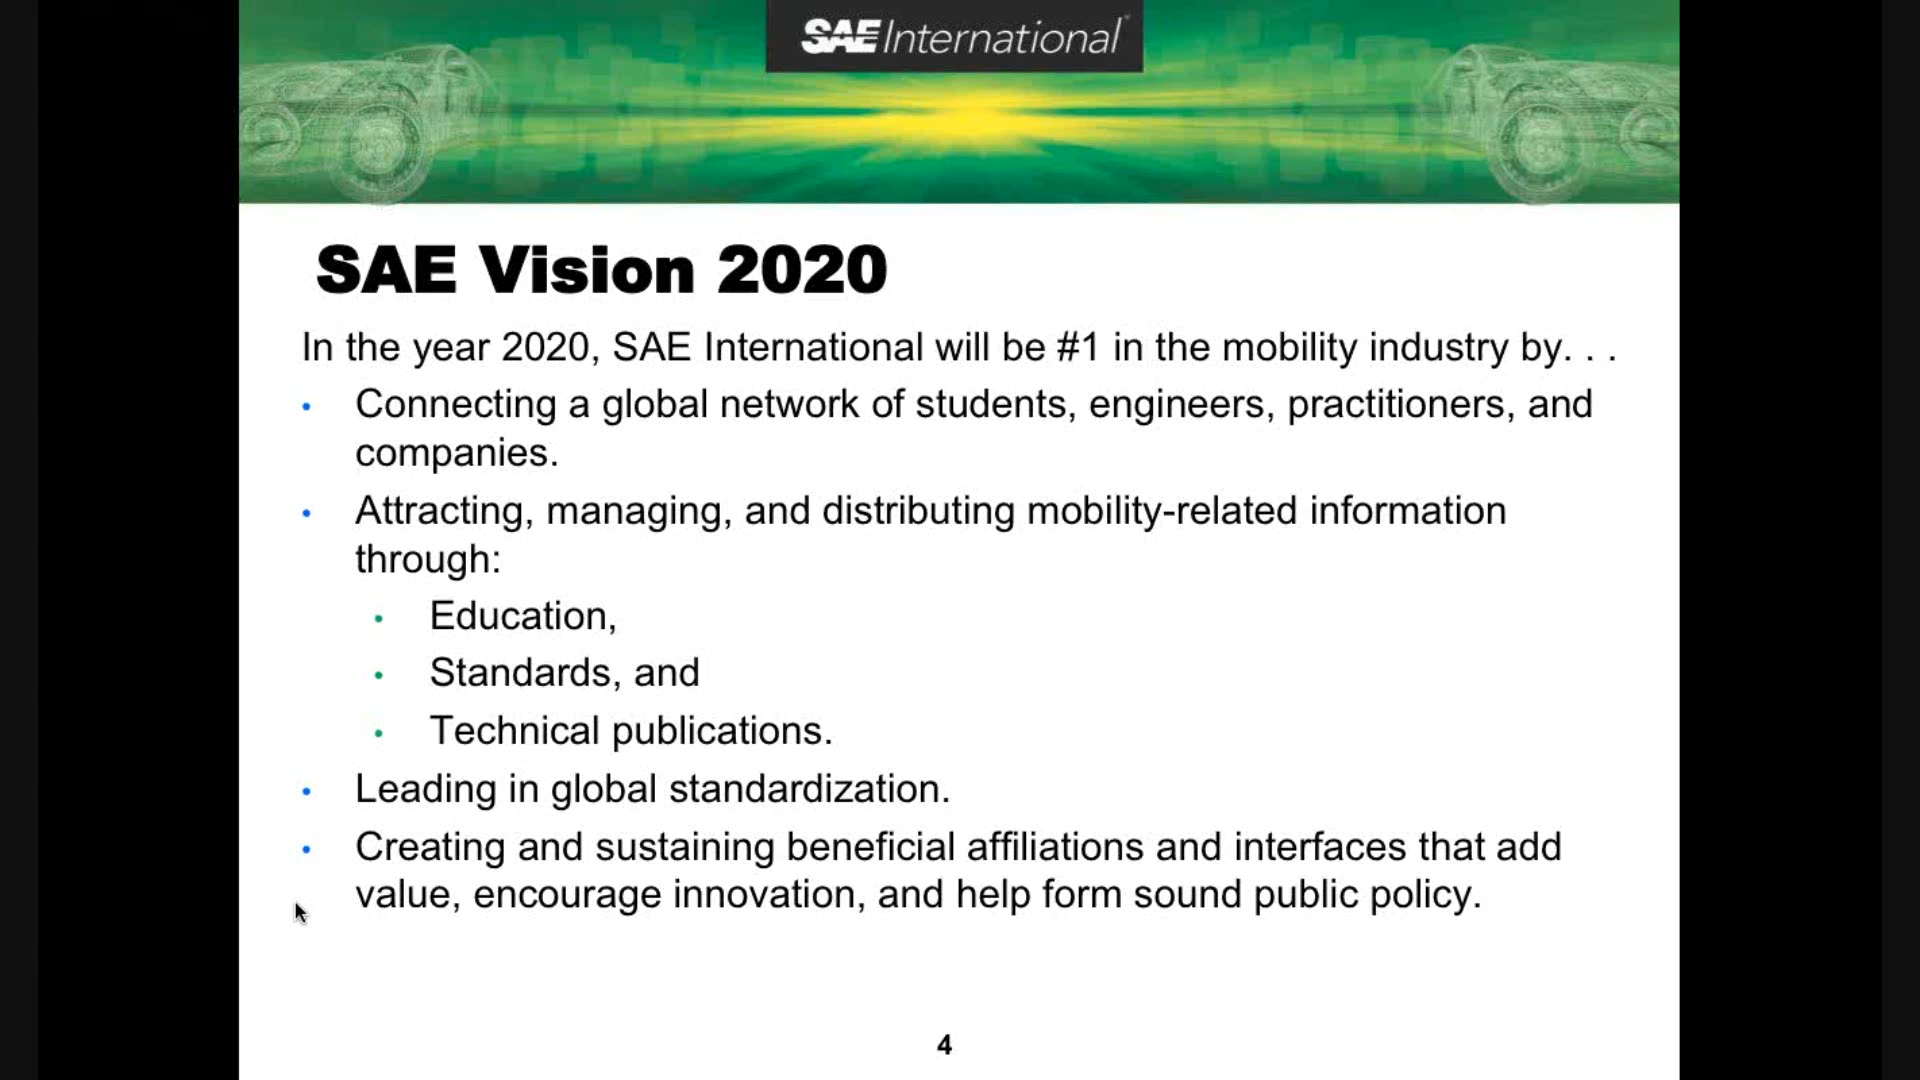 SAE International
SAE Vision 2020
In the year 2020, SAE International will be #1 in the mobility industry by. . .
• Connecting a global network of students, engineers, practitioners, and
companies.
• Attracting, managing, and distributing mobility-related information
through:
• Education,
• Standards, and
• Technical publications.
• Leading in global standardization.
• Creating and sustaining beneficial affiliations and interfaces that add
value, encourage innovation, and help form sound public policy.
4